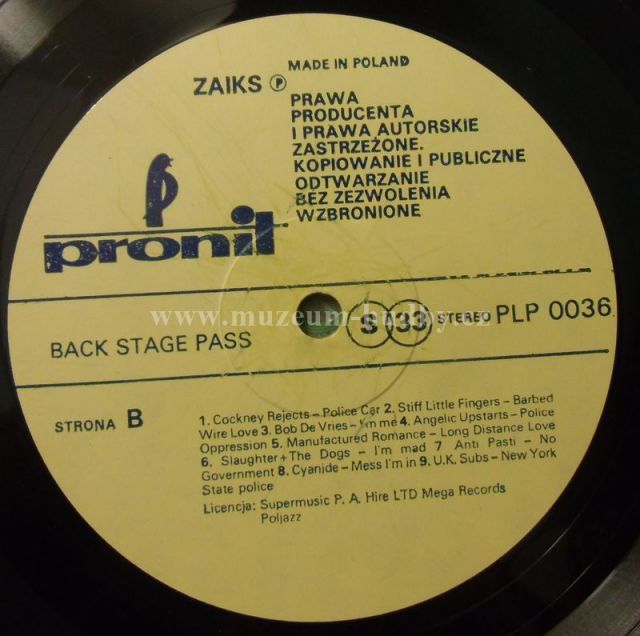 MADE IN POLAND
ZAIKS Ⓟ
PRAWA
PRODUCENTA
I PRAWA AUTORSKIE
ZASTRZEŻONE.
KOPIOWANIE I PUBLICZNE
ODTWARZANIE
BEZ ZEZWOLENIA
WZBRONIONE
pronit
www.muzeum-hudby.cz
BACK STAGE PASS
S 33 STEREO PLP 0036
STRONA B
1. Cockney Rejects – Police Car 2. Stiff Little Fingers – Barbed
Wire Love 3. Bob De Vries – I'm me 4. Angelic Upstarts – Police
Oppression 5. Manufactured Romance – Long Distance Love
6. Slaughter + The Dogs – I'm mad 7 Anti Pasti – No
Government 8. Cyanide – Mess I'm in 9. U.K. Subs – New York
State police
Licencja: Supermusic P. A. Hire LTD Mega Records
Poljazz